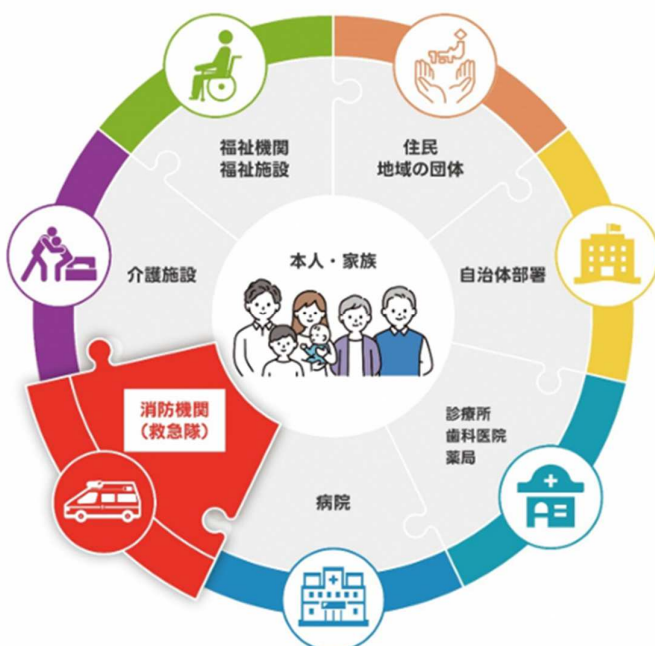 福祉機関
福祉施設
住民
地域の団体
介護施設
本人・家族
自治体部署
消防機関
（救急隊）
診療所
歯科医院
薬局
病院